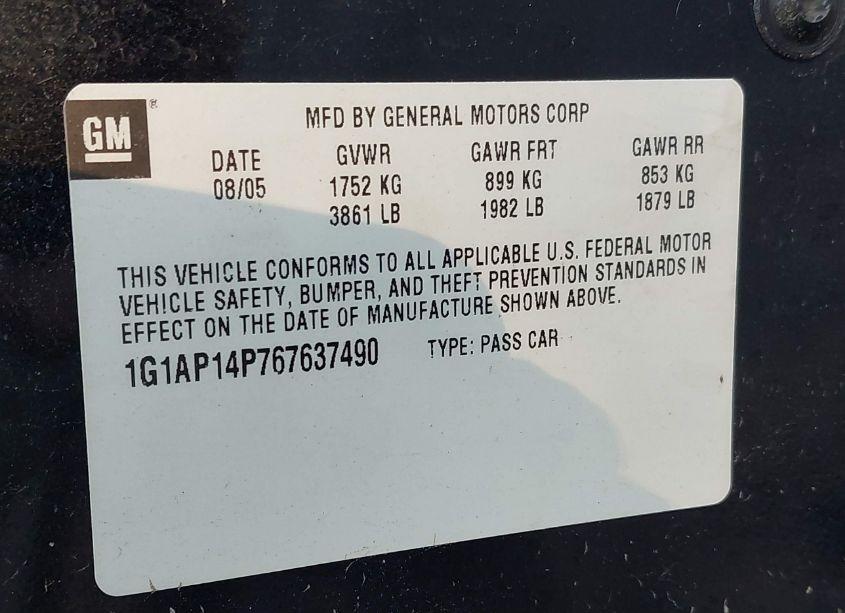 GM ®
MFD BY GENERAL MOTORS CORP
DATE GVWR GAWR FRT GAWR RR
08/05 1752 KG 899 KG 853 KG
3861 LB 1982 LB 1879 LB
THIS VEHICLE CONFORMS TO ALL APPLICABLE U.S. FEDERAL MOTOR
VEHICLE SAFETY, BUMPER, AND THEFT PREVENTION STANDARDS IN
EFFECT ON THE DATE OF MANUFACTURE SHOWN ABOVE.
1G1AP14P767637490 TYPE: PASS CAR